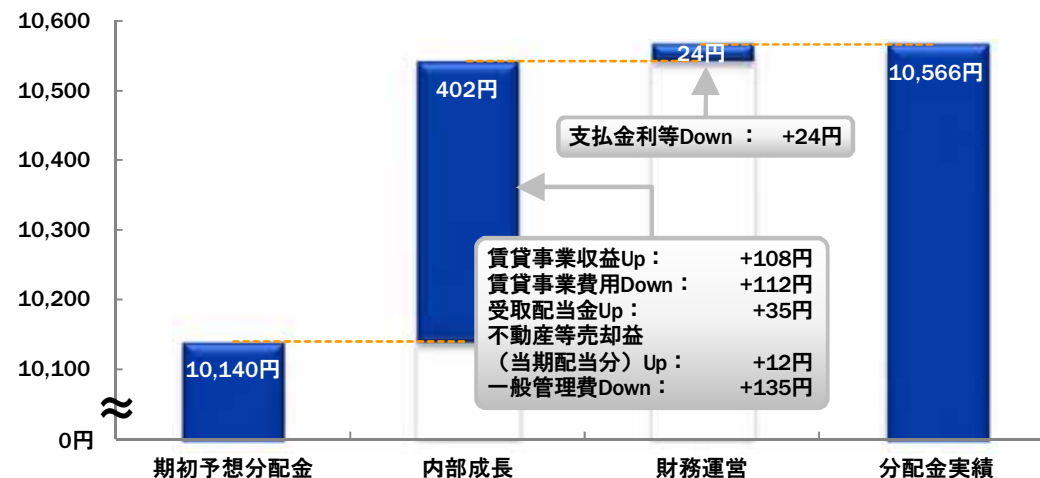 10,600
10,500
10,400
10,300
10,200
10,100
0円
10,140円
402円
24円
10,566円
支払金利等Down ： +24円
賃貸事業収益Up： +108円
賃貸事業費用Down： +112円
受取配当金Up： +35円
不動産等売却益
（当期配当分）Up： +12円
一般管理費Down： +135円
期初予想分配金
内部成長
財務運営
分配金実績